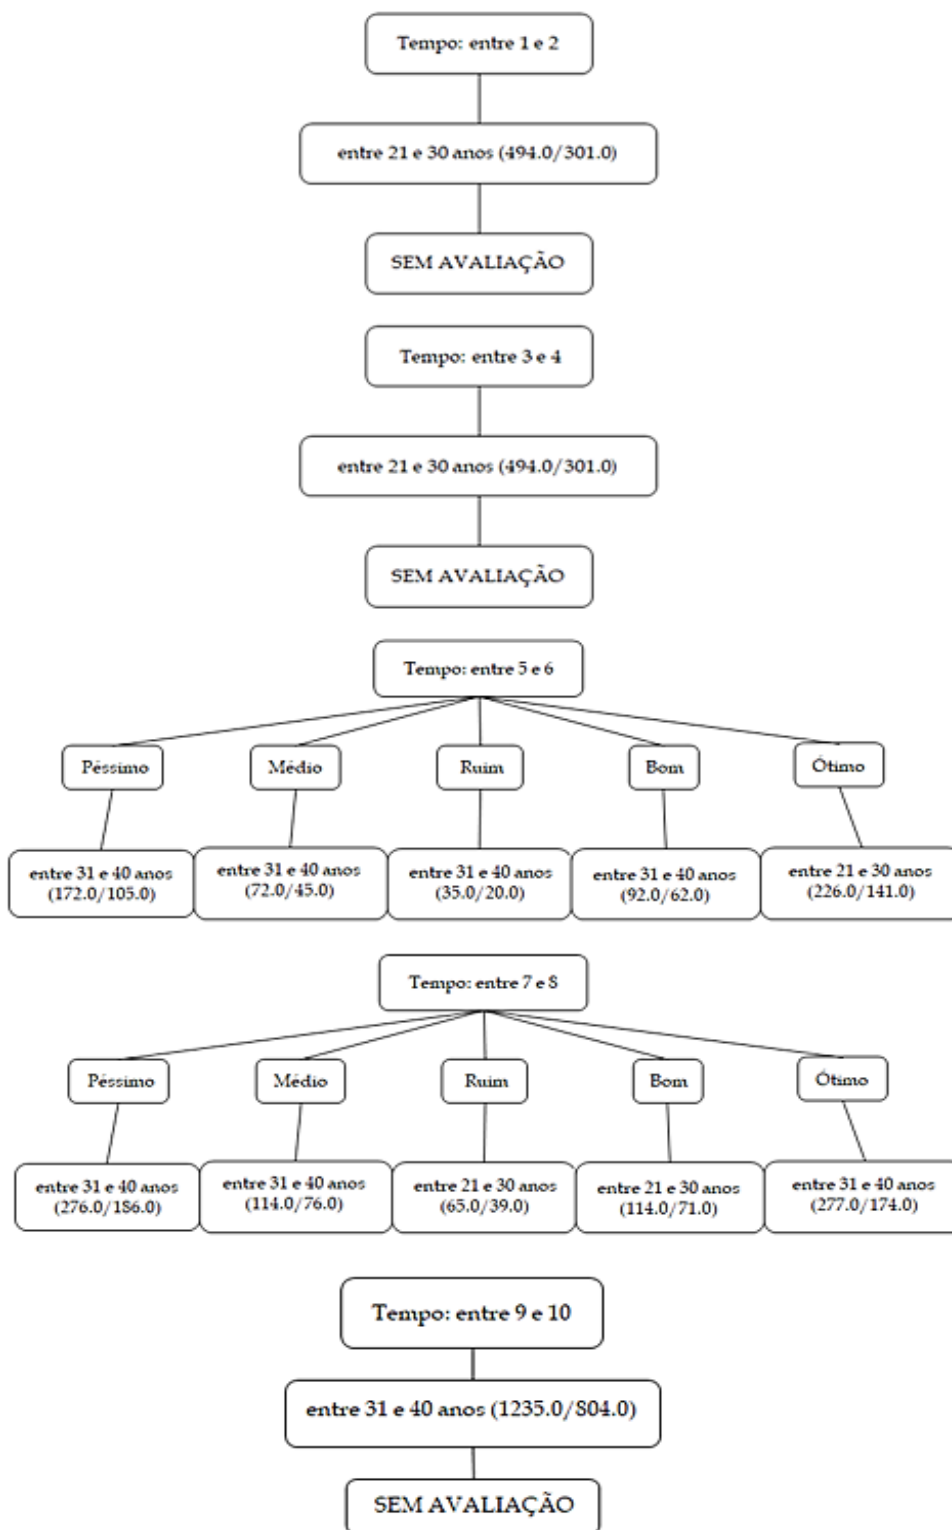 Tempo: entre 1 e 2
entre 21 e 30 anos (494.0/301.0)
SEM AVALIAÇÃO
Tempo: entre 3 e 4
entre 21 e 30 anos (494.0/301.0)
SEM AVALIAÇÃO
Tempo: entre 5 e 6
Péssimo
Médio
Ruim
Bom
Ótimo
entre 31 e 40 anos
(172.0/105.0)
entre 31 e 40 anos
(72.0/45.0)
entre 31 e 40 anos
(35.0/20.0)
entre 31 e 40 anos
(92.0/62.0)
entre 21 e 30 anos
(226.0/141.0)
Tempo: entre 7 e 8
Péssimo
Médio
Ruim
Bom
Ótimo
entre 31 e 40 anos
(276.0/186.0)
entre 31 e 40 anos
(114.0/76.0)
entre 21 e 30 anos
(65.0/39.0)
entre 21 e 30 anos
(114.0/71.0)
entre 31 e 40 anos
(277.0/174.0)
Tempo: entre 9 e 10
entre 31 e 40 anos (1235.0/804.0)
SEM AVALIAÇÃO